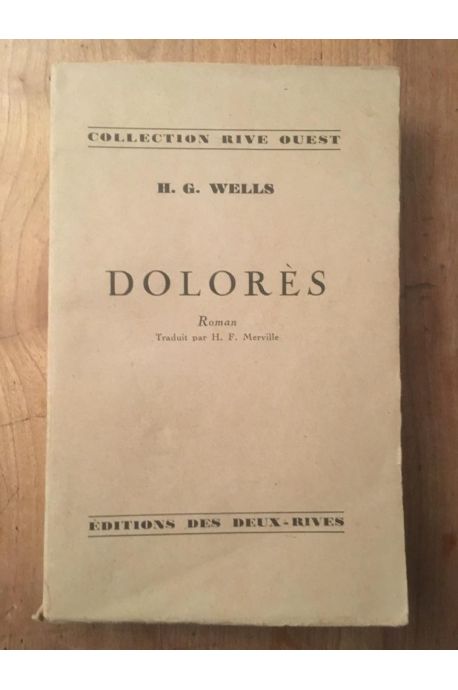 COLLECTION RIVE OUEST
H. G. WELLS
DOLORÈS
Roman
Traduit par H. F. Merville
ÉDITIONS DES DEUX-RIVES